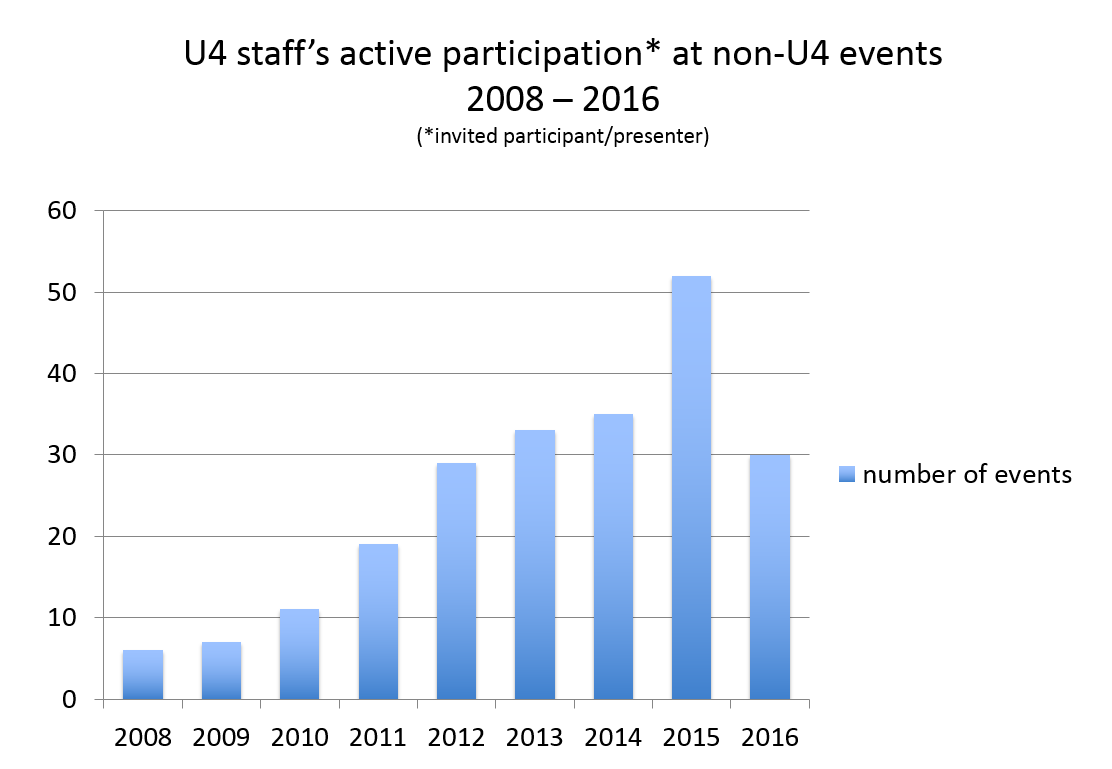 U4 staff’s active participation* at non-U4 events
2008 – 2016
(*invited participant/presenter)
60
50
40
30
20
10
0
number of events
2008 2009 2010 2011 2012 2013 2014 2015 2016